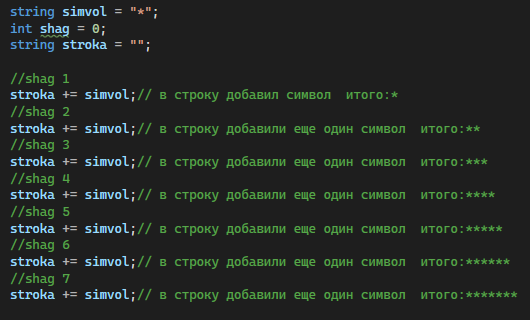 string simvol = "*";
int shag = 0;
string stroka = "";
//shag 1
stroka += simvol;// в строку добавил символ  итого:*
//shag 2
stroka += simvol;// в строку добавили еще один символ  итого:**
//shag 3
stroka += simvol;// в строку добавили еще один символ  итого:***
//shag 4
stroka += simvol;// в строку добавили еще один символ  итого:****
//shag 5
stroka += simvol;// в строку добавили еще один символ  итого:*****
//shag 6
stroka += simvol;// в строку добавили еще один символ  итого:******
//shag 7
stroka += simvol;// в строку добавили еще один символ  итого:*******